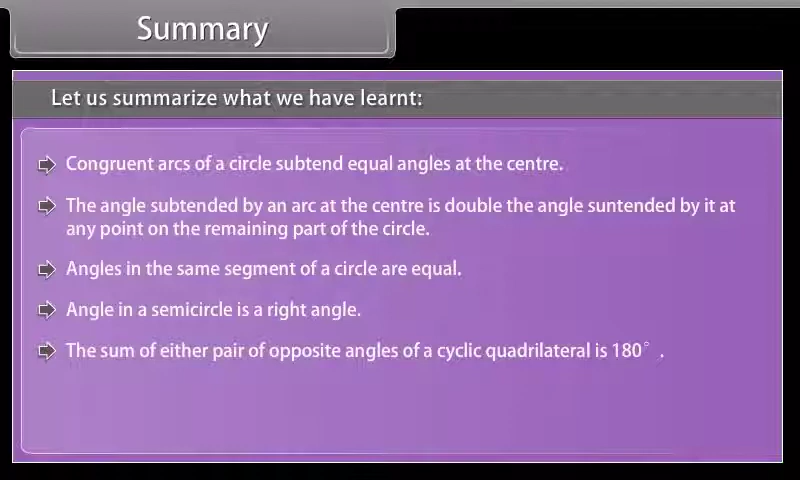 Summary
Let us summarize what we have learnt:
Congruent arcs of a circle subtend equal angles at the centre.
The angle subtended by an arc at the centre is double the angle suntended by it at
any point on the remaining part of the circle.
Angles in the same segment of a circle are equal.
Angle in a semicircle is a right angle.
The sum of either pair of opposite angles of a cyclic quadrilateral is 180° .